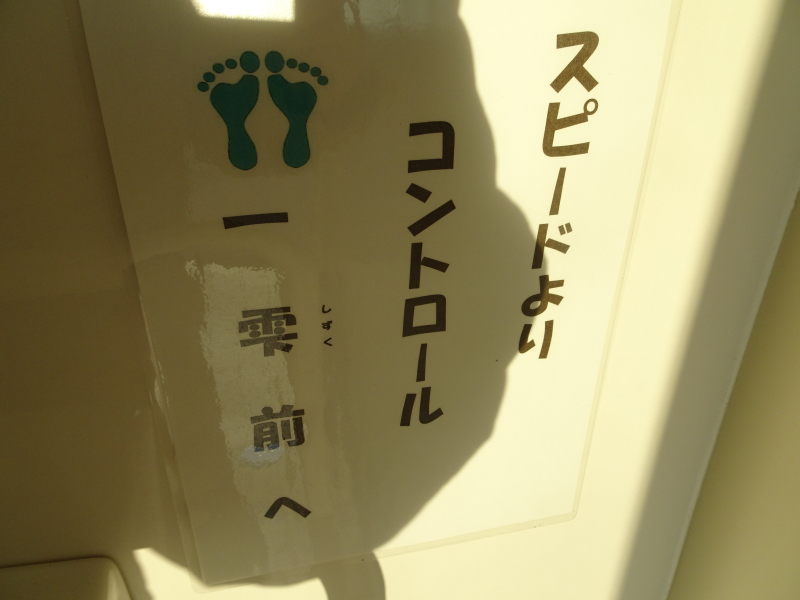 スピードより
コントロール
一雫前へ
しずく